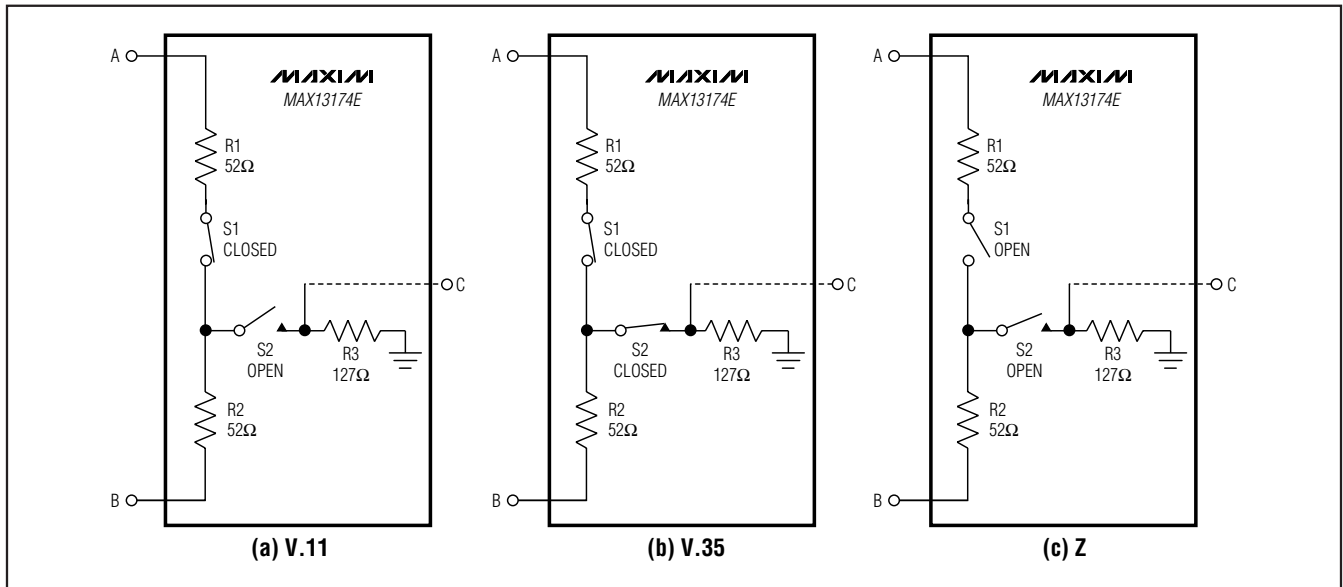 A
MAXIM
MAX13174E
R1
52Ω
S1
CLOSED
C
S2
OPEN
R3
127Ω
R2
52Ω
B
(a) V.11
A
MAXIM
MAX13174E
R1
52Ω
S1
CLOSED
C
S2
CLOSED
R3
127Ω
R2
52Ω
B
(b) V.35
A
MAXIM
MAX13174E
R1
52Ω
S1
OPEN
C
S2
OPEN
R3
127Ω
R2
52Ω
B
(c) Z